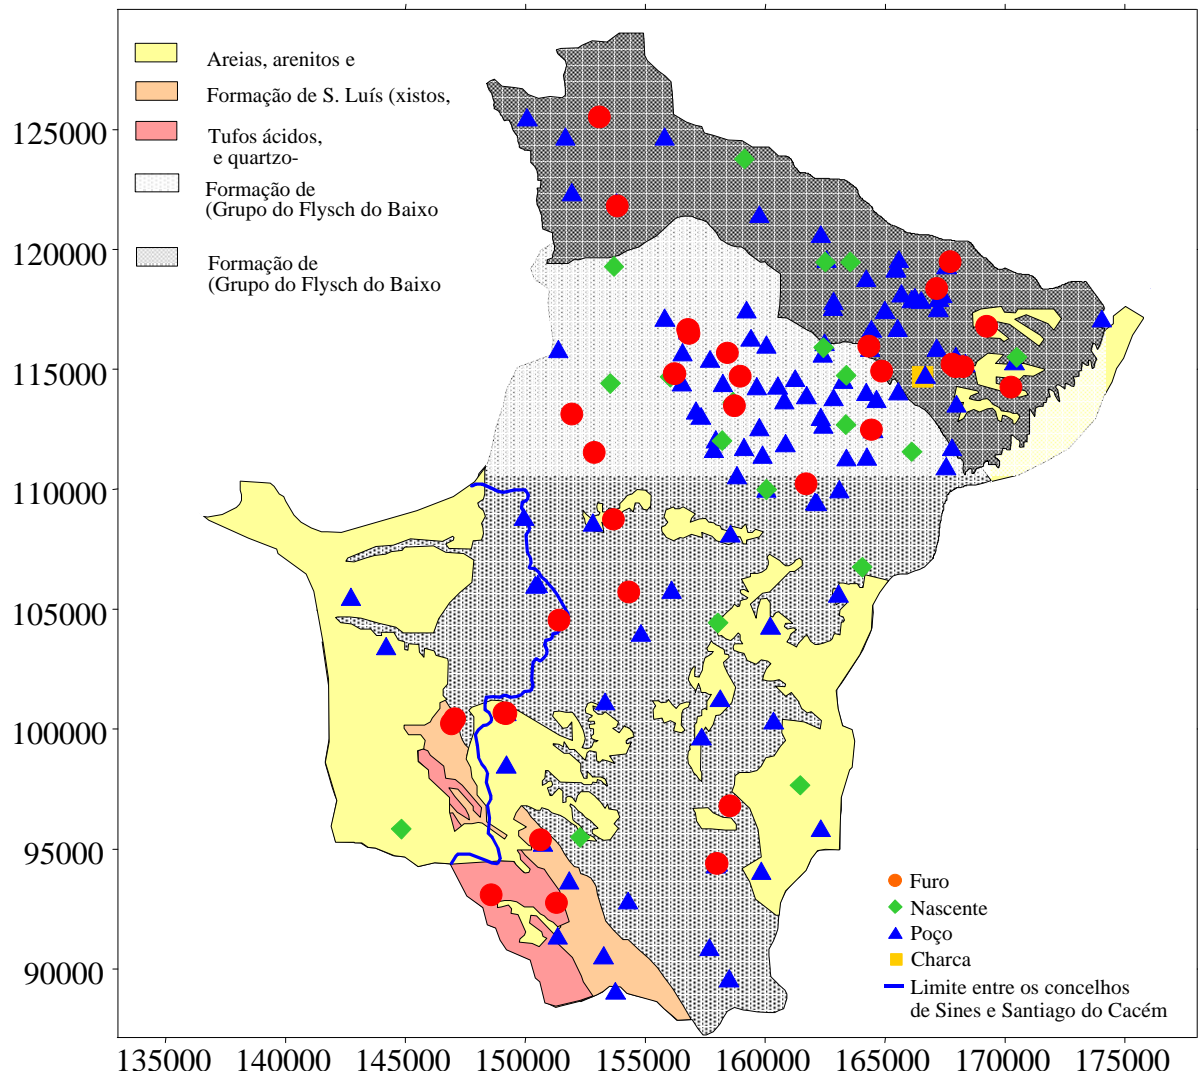 Areias, arenitos e
Formação de S. Luís (xistos,
Tufos ácidos,
e quartzo-
Formação de
(Grupo do Flysch do Baixo
Formação de
(Grupo do Flysch do Baixo
125000
120000
115000
110000
105000
100000
95000
90000
Furo
Nascente
Poço
Charca
Limite entre os concelhos
de Sines e Santiago do Cacém
135000 140000 145000 150000 155000 160000 165000 170000 175000